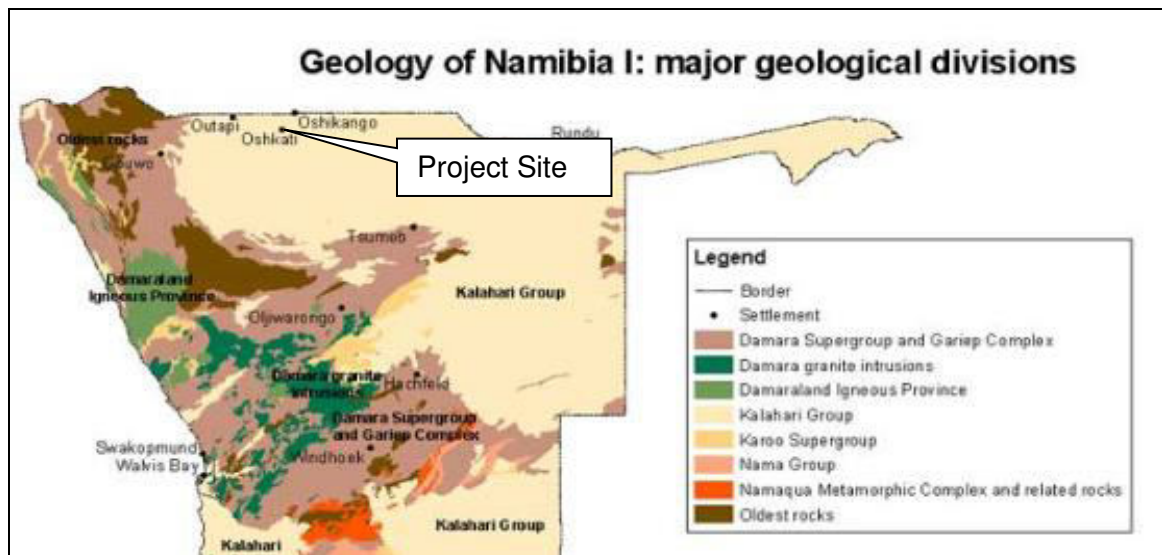 Geology of Namibia I: major geological divisions
Oshikango
Outapi
Oshkati
Rundu
Oldest rocks
Opuwo
Project Site
Tsumeb
Damaraland
Igneous Province
Kalahari Group
Otjiwarongo
Damara granite
intrusions
Hochfeld
Damara Supergroup
and Gariep Complex
Swakopmund
Walvis Bay
Windhoek
Kalahari Group
Kalahari
Legend
Border
Settlement
Damara Supergroup and Gariep Complex
Damara granite intrusions
Damaraland Igneous Province
Kalahari Group
Karoo Supergroup
Nama Group
Namaqua Metamorphic Complex and related rocks
Oldest rocks